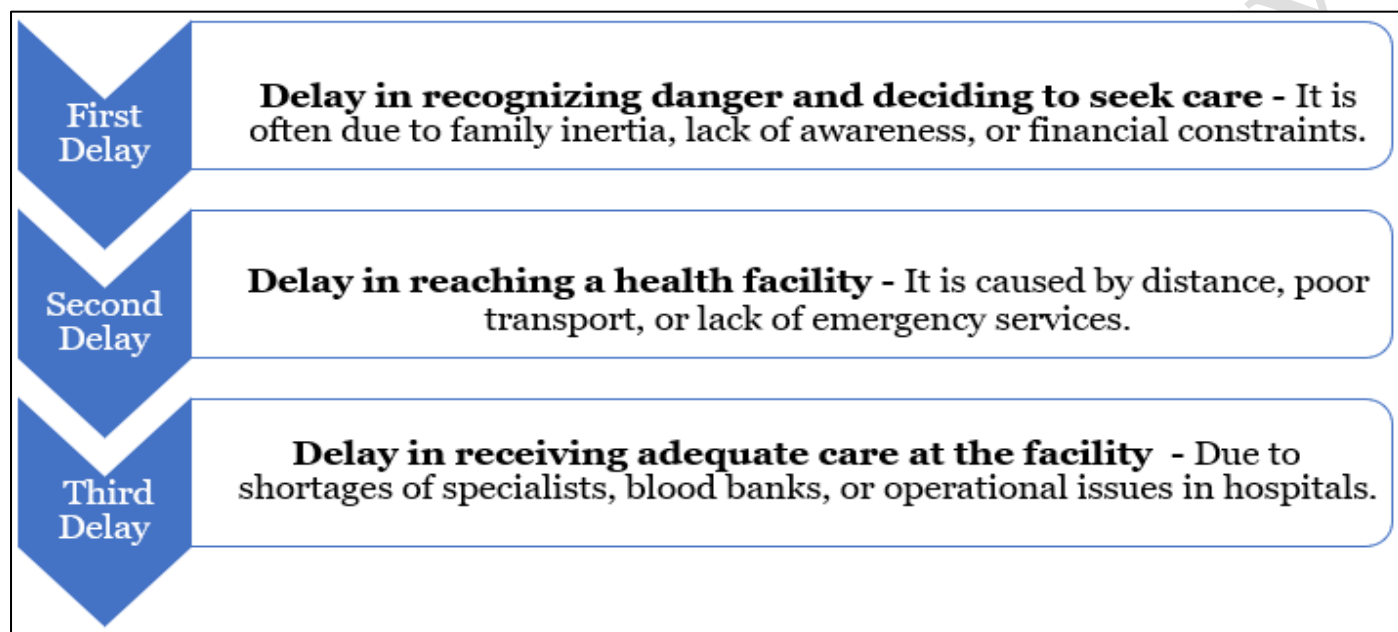 First
Delay
Delay in recognizing danger and deciding to seek care - It is
often due to family inertia, lack of awareness, or financial constraints.
Second
Delay
Delay in reaching a health facility - It is caused by distance, poor
transport, or lack of emergency services.
Third
Delay
Delay in receiving adequate care at the facility - Due to
shortages of specialists, blood banks, or operational issues in hospitals.